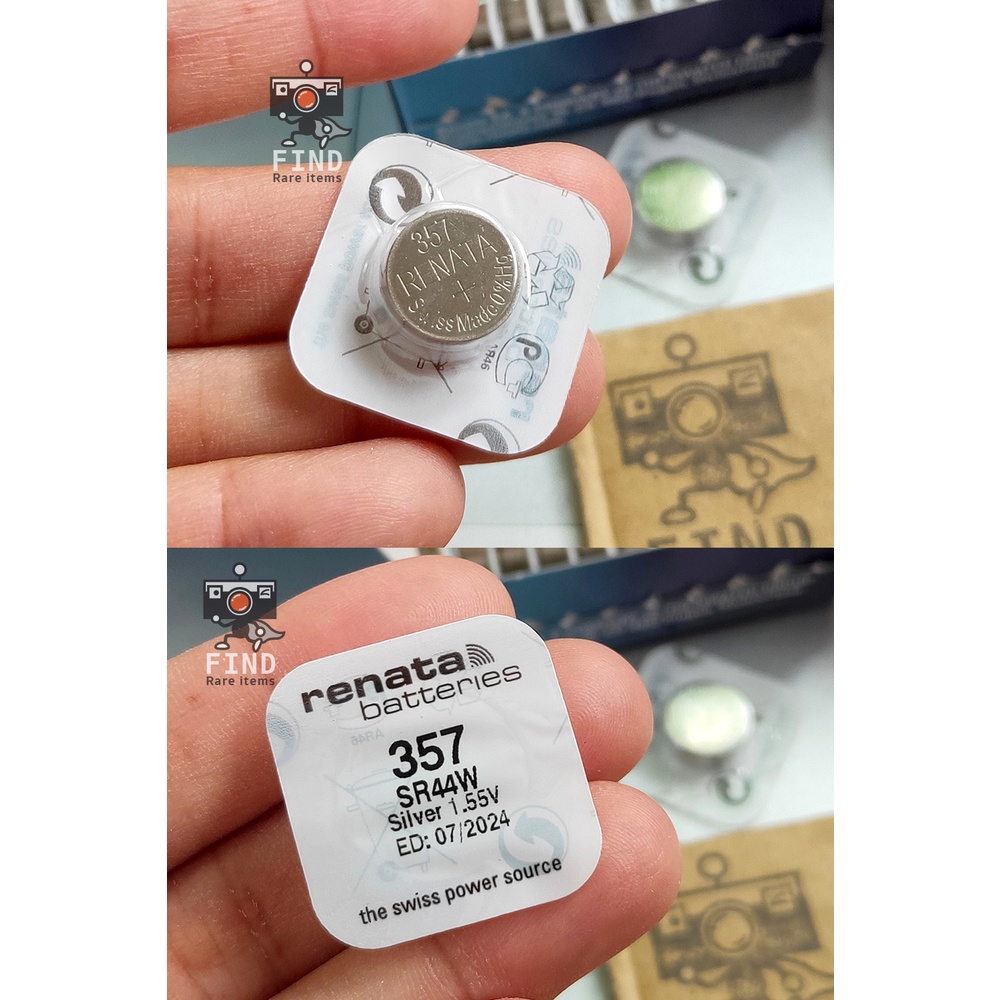 FIND
Rare items
357
RENATA
+
Swiss Made 0%Hg
FIND
FIND
Rare items
renata
batteries
357
SR44W
Silver 1.55V
ED: 07/2024
the swiss power source